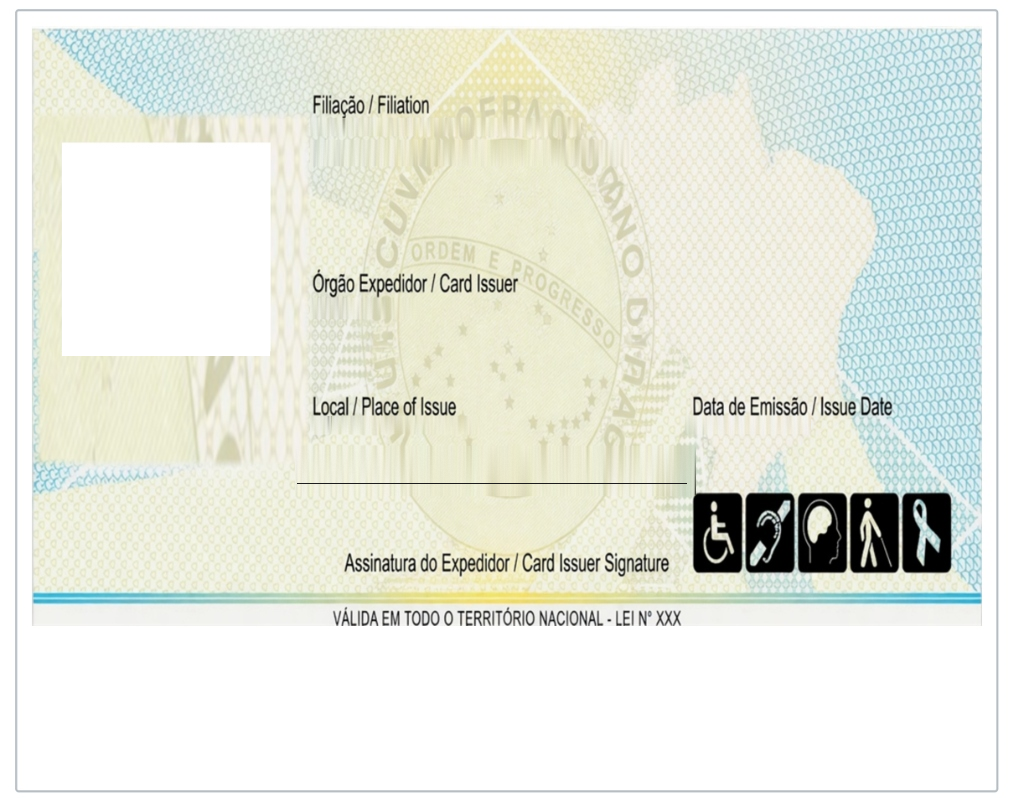 Filiação / Filiation
ORDEM E PROGRESSO
Órgão Expedidor / Card Issuer
Local / Place of Issue
Data de Emissão / Issue Date
Assinatura do Expedidor / Card Issuer Signature
VÁLIDA EM TODO O TERRITÓRIO NACIONAL - LEI N° XXX